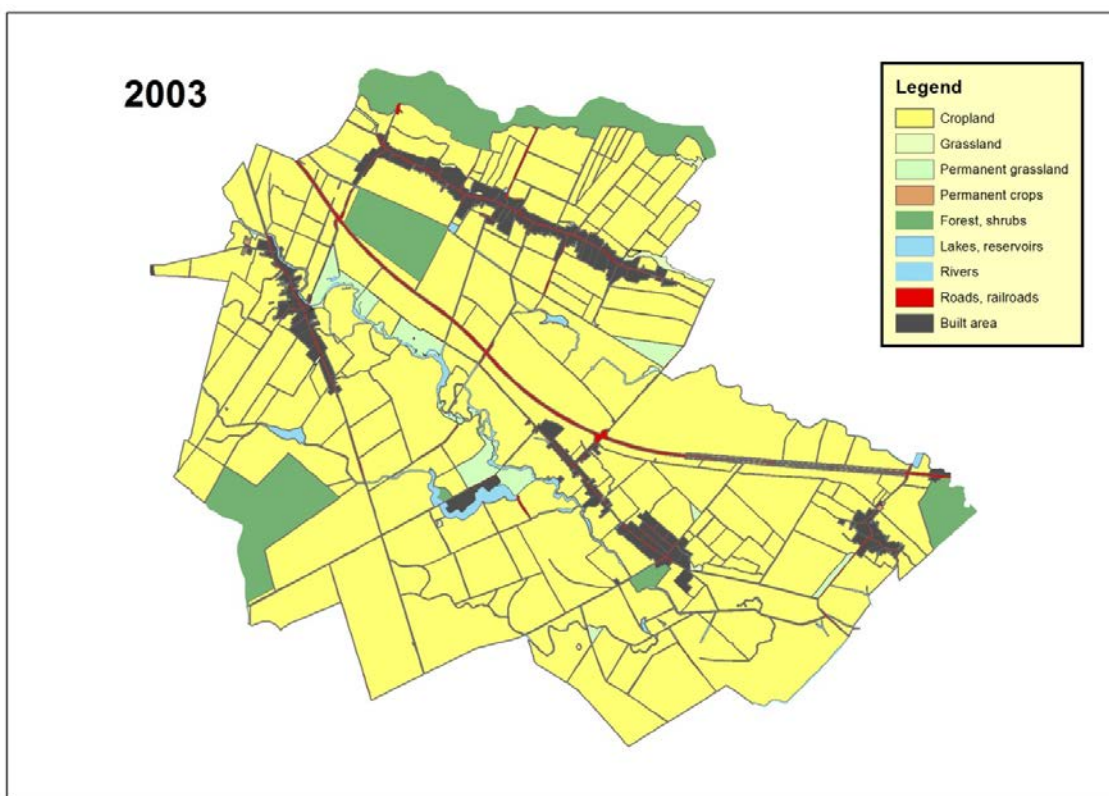 2003
Legend
Cropland
Grassland
Permanent grassland
Permanent crops
Forest, shrubs
Lakes, reservoirs
Rivers
Roads, railroads
Built area